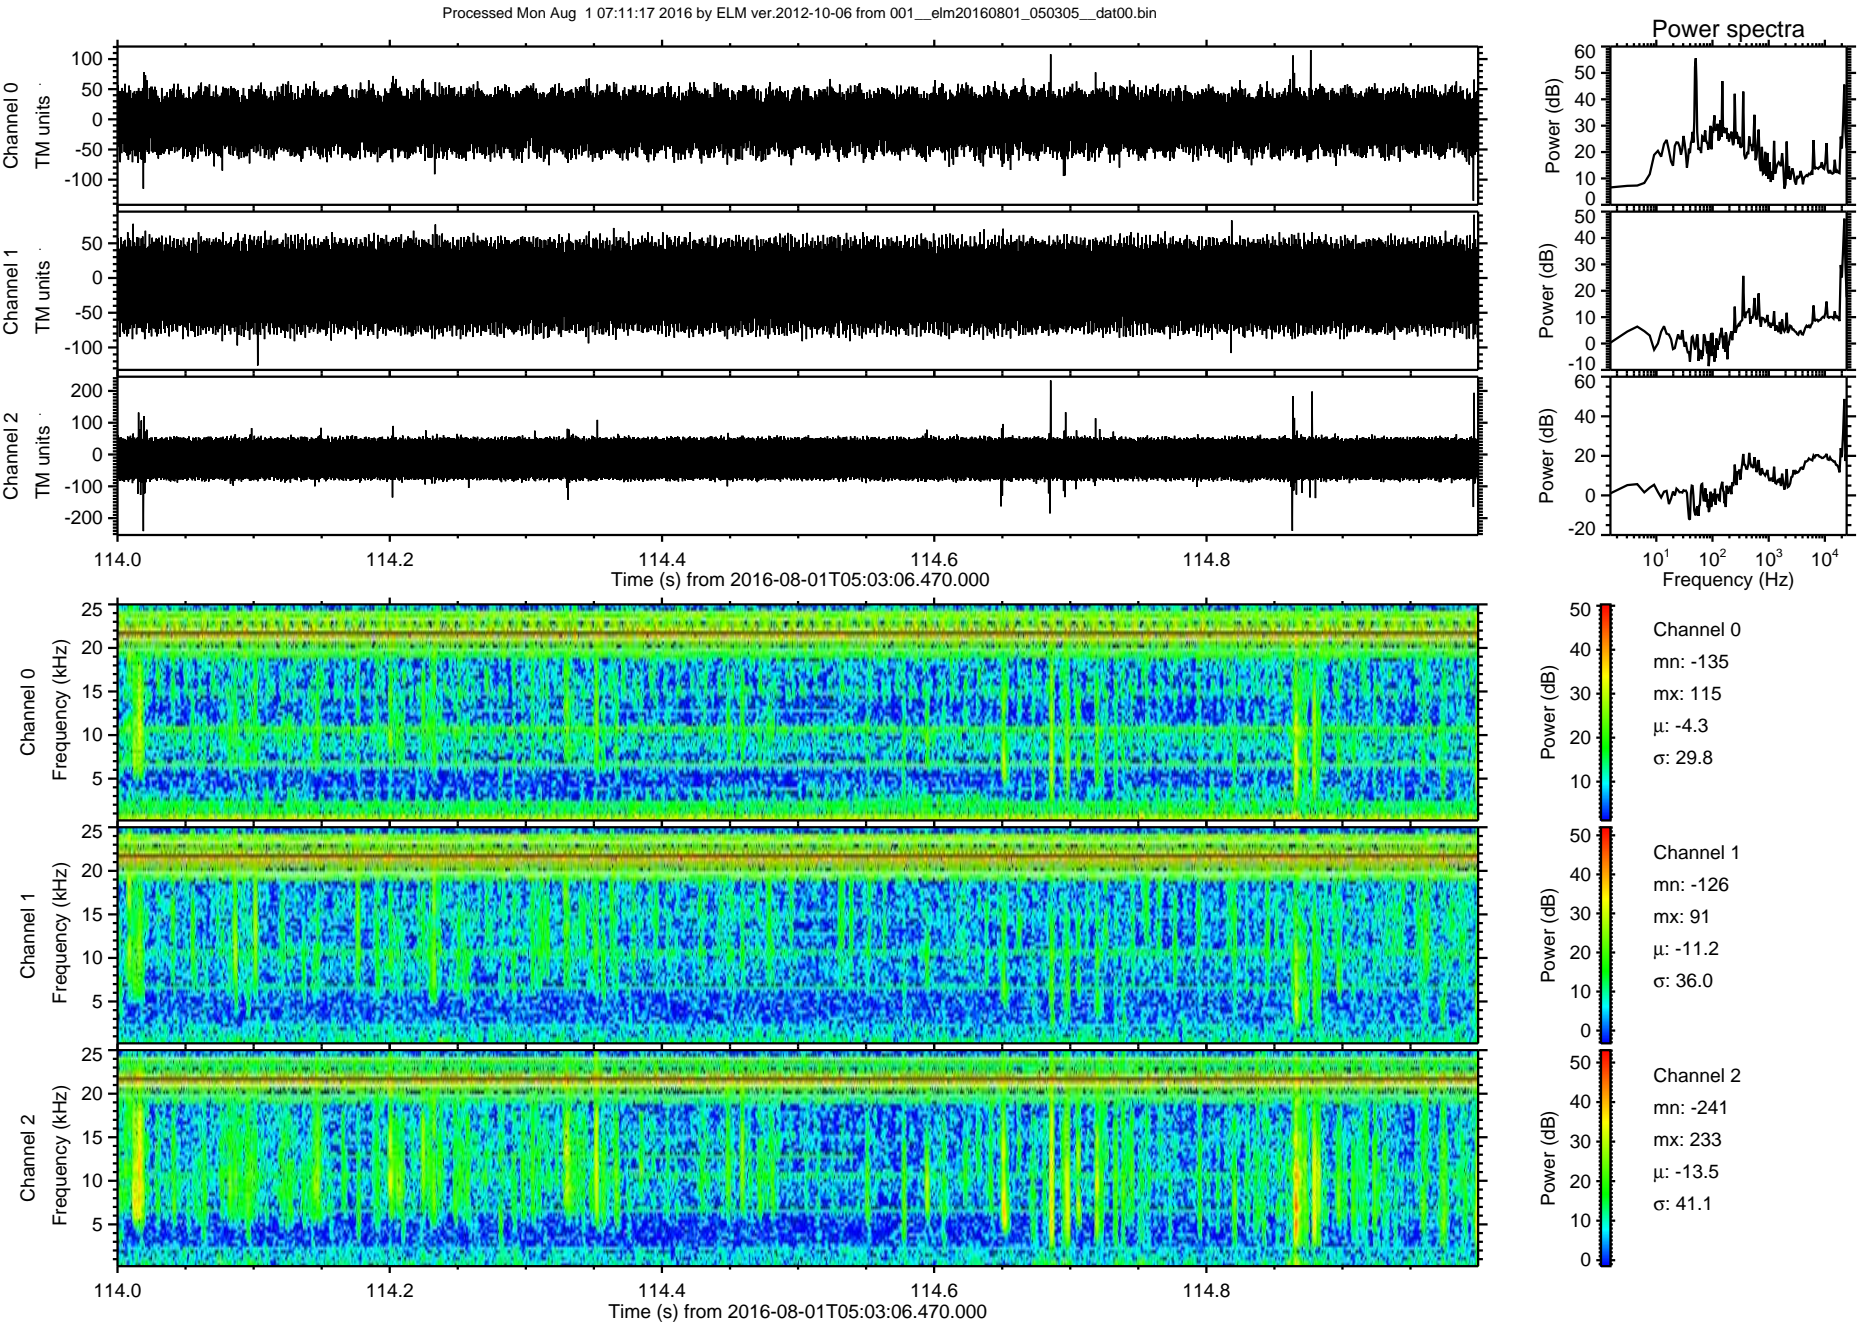 Processed Mon Aug  1 07:11:17 2016 by ELM ver.2012-10-06 from 001__elm20160801_050305__dat00.bin
Power spectra
Channel 0
TM units
100
50
0
-50
-100
Power (dB)
60
50
40
30
20
10
0
Channel 1
TM units
50
0
-50
-100
Power (dB)
50
40
30
20
10
0
-10
Channel 2
TM units
200
100
0
-100
-200
Power (dB)
60
40
20
0
-20
114.0 114.2 114.4 114.6 114.8
Time (s) from 2016-08-01T05:03:06.470.000
10¹ 10² 10³ 10⁴
Frequency (Hz)
Channel 0
Frequency (kHz)
25
20
15
10
5
Power (dB)
50
40
30
20
10
Channel 0
mn: -135
mx: 115
μ: -4.3
σ: 29.8
Channel 1
Frequency (kHz)
25
20
15
10
5
Power (dB)
50
40
30
20
10
0
Channel 1
mn: -126
mx: 91
μ: -11.2
σ: 36.0
Channel 2
Frequency (kHz)
25
20
15
10
5
Power (dB)
50
40
30
20
10
0
Channel 2
mn: -241
mx: 233
μ: -13.5
σ: 41.1
114.0 114.2 114.4 114.6 114.8
Time (s) from 2016-08-01T05:03:06.470.000